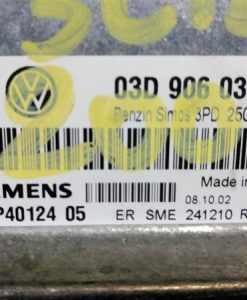 03D 906 03
Benzin Simos 3PD 250
Made in
SIEMENS
08.10.02
P40124 05
ER SME 241210 R